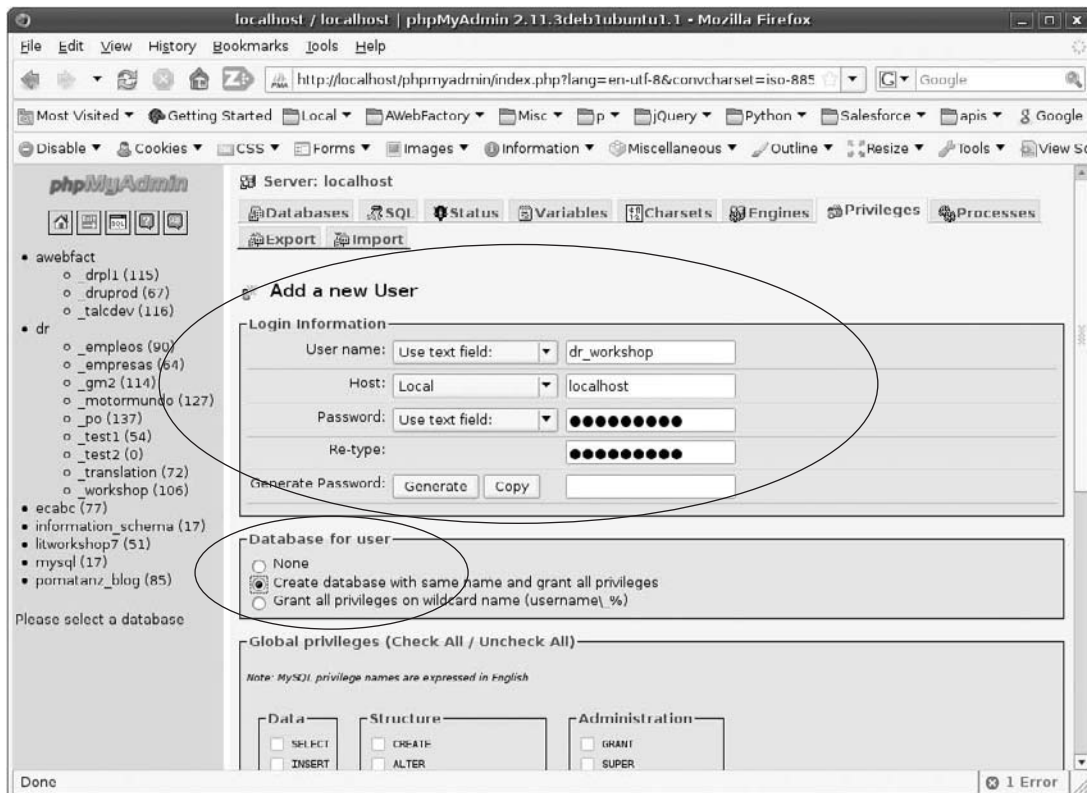 localhost / localhost | phpMyAdmin 2.11.3deb1ubuntu1.1 - Mozilla Firefox
File Edit View History Bookmarks Tools Help
http://localhost/phpmyadmin/index.php?lang=en-utf-8&convcharset=iso-885 Google
Most Visited Getting Started Local AWebFactory Misc p jQuery Python Salesforce apis Google
Disable Cookies CSS Forms Images Information Miscellaneous Outline Resize Tools View So
phpMyAdmin
SQL
awebfact
_drpl1 (115)
_druprod (67)
_talcdev (116)
dr
_empleos (90)
_empresas (64)
_gm2 (114)
_motormundo (127)
_po (137)
_test1 (54)
_test2 (0)
_translation (72)
_workshop (106)
ecabc (77)
information_schema (17)
litworkshop7 (51)
mysql (17)
pomatanz_blog (85)
Please select a database
Server: localhost
Databases SQL Status Variables Charsets Engines Privileges Processes
Export Import
Add a new User
Login Information
User name: Use text field: dr_workshop
Host: Local localhost
Password: Use text field: ●●●●●●●●●
Re-type: ●●●●●●●●●
Generate Password: Generate Copy
Database for user
None
Create database with same name and grant all privileges
Grant all privileges on wildcard name (username\_%)
Global privileges (Check All / Uncheck All)
Note: MySQL privilege names are expressed in English
Data Structure Administration
SELECT CREATE GRANT
INSERT ALTER SUPER
Done 1 Error